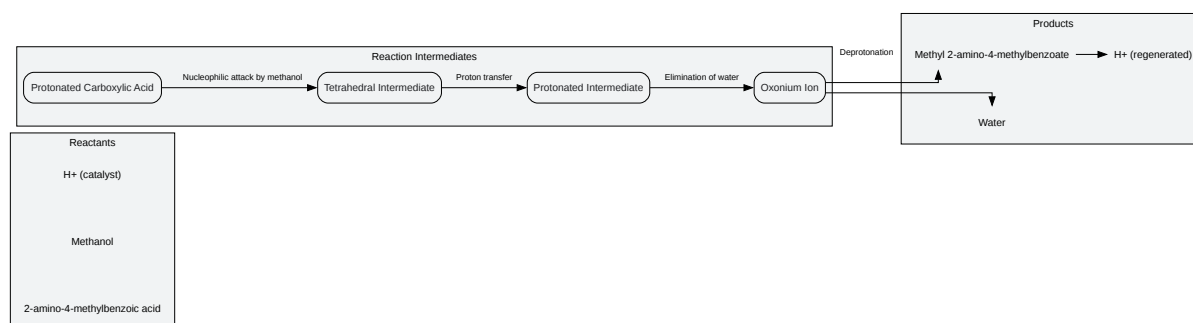 Products
Deprotonation
Methyl 2-amino-4-methylbenzoate
H+ (regenerated)
Water
Reaction Intermediates
Protonated Carboxylic Acid
Nucleophilic attack by methanol
Tetrahedral Intermediate
Proton transfer
Protonated Intermediate
Elimination of water
Oxonium Ion
Reactants
H+ (catalyst)
Methanol
2-amino-4-methylbenzoic acid